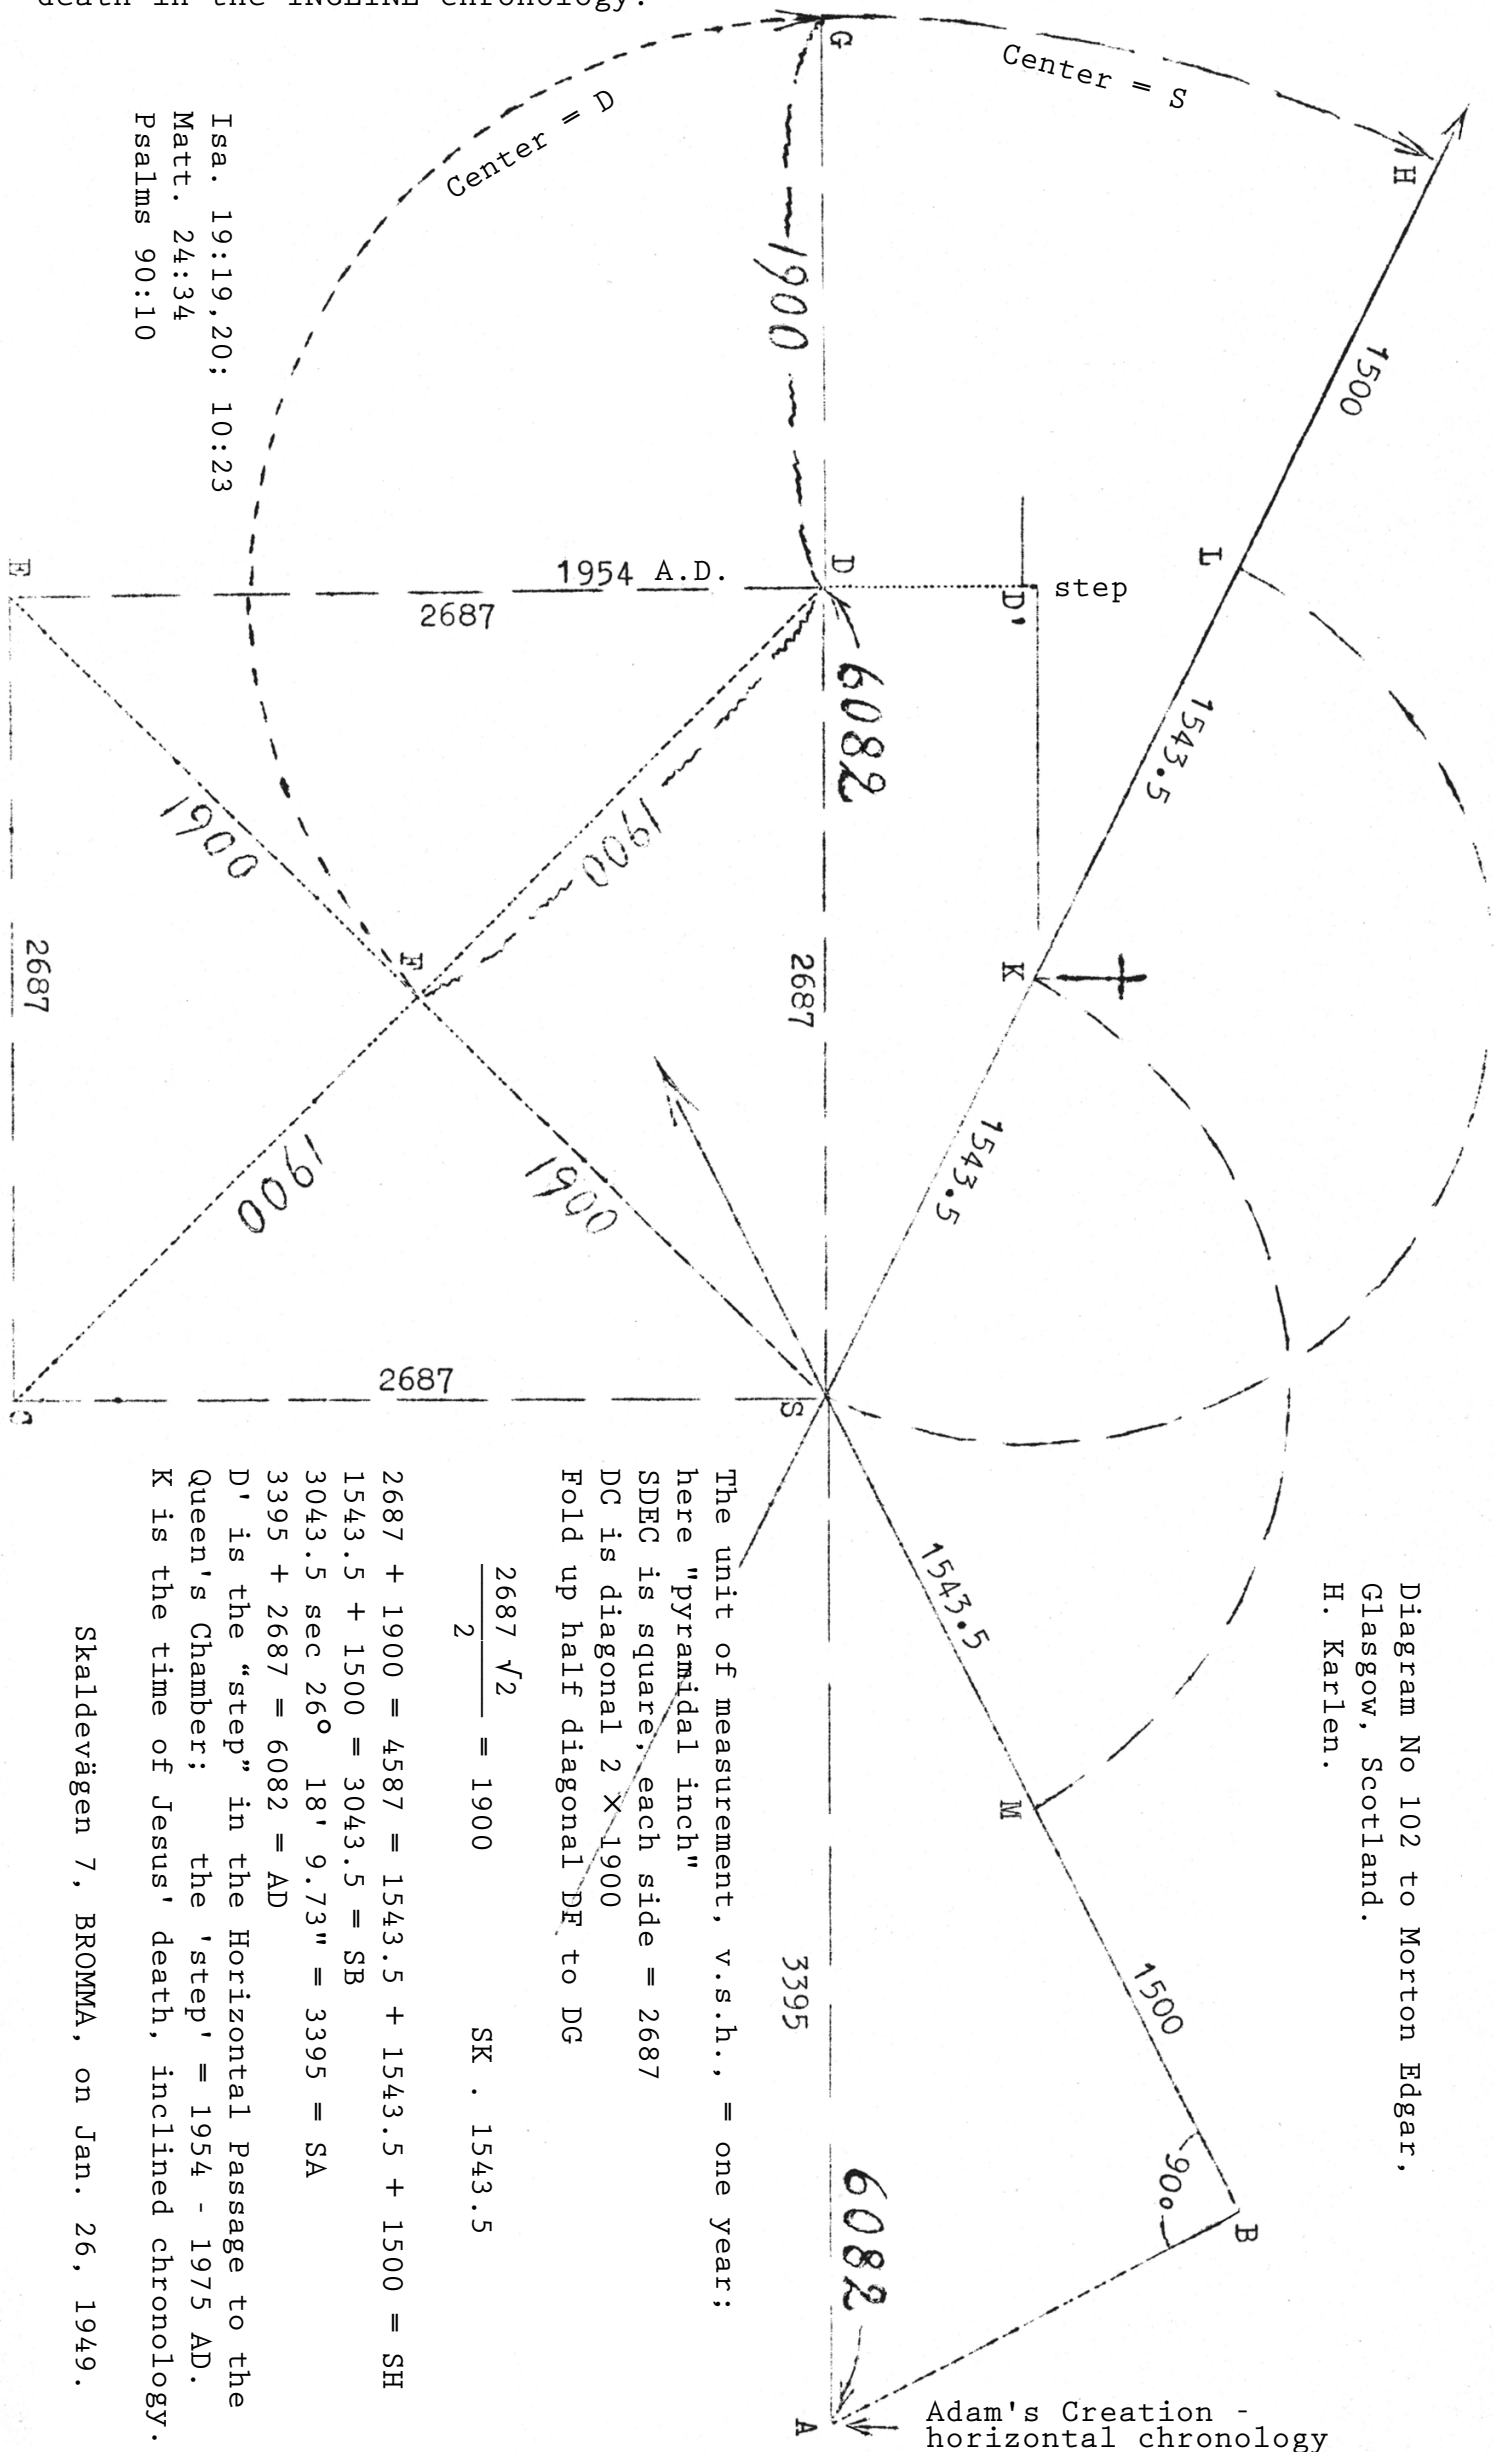 death in the INCLINE chronology.
G
Center = S
Center = D
H
1500
Isa. 19:19,20; 10:23
Matt. 24:34
Psalms 90:10
1900
L
E
1954 A.D.
2687
D
D'
step
6082
1543.5
1900
1900
F
2687
2687
K
1543.5
1900
1900
2687
S
C
Diagram No 102 to Morton Edgar,
Glasgow, Scotland.
H. Karlen.
1543.5
M
1500
90°
B
3395
6082
A
Adam's Creation -
horizontal chronology
The unit of measurement, v.s.h., = one year;
here "pyramidal inch"
SDEC is square, each side = 2687
DC is diagonal 2 × 1900
Fold up half diagonal DF to DG
2687 √2
2
= 1900
SK . 1543.5
2687 + 1900 = 4587 = 1543.5 + 1543.5 + 1500 = SH
1543.5 + 1500 = 3043.5 = SB
3043.5 sec 26° 18' 9.73" = 3395 = SA
3395 + 2687 = 6082 = AD
D' is the “step” in the Horizontal Passage to the
Queen's Chamber; the 'step' = 1954 - 1975 AD.
K is the time of Jesus' death, inclined chronology.
Skaldevägen 7, BROMMA, on Jan. 26, 1949.